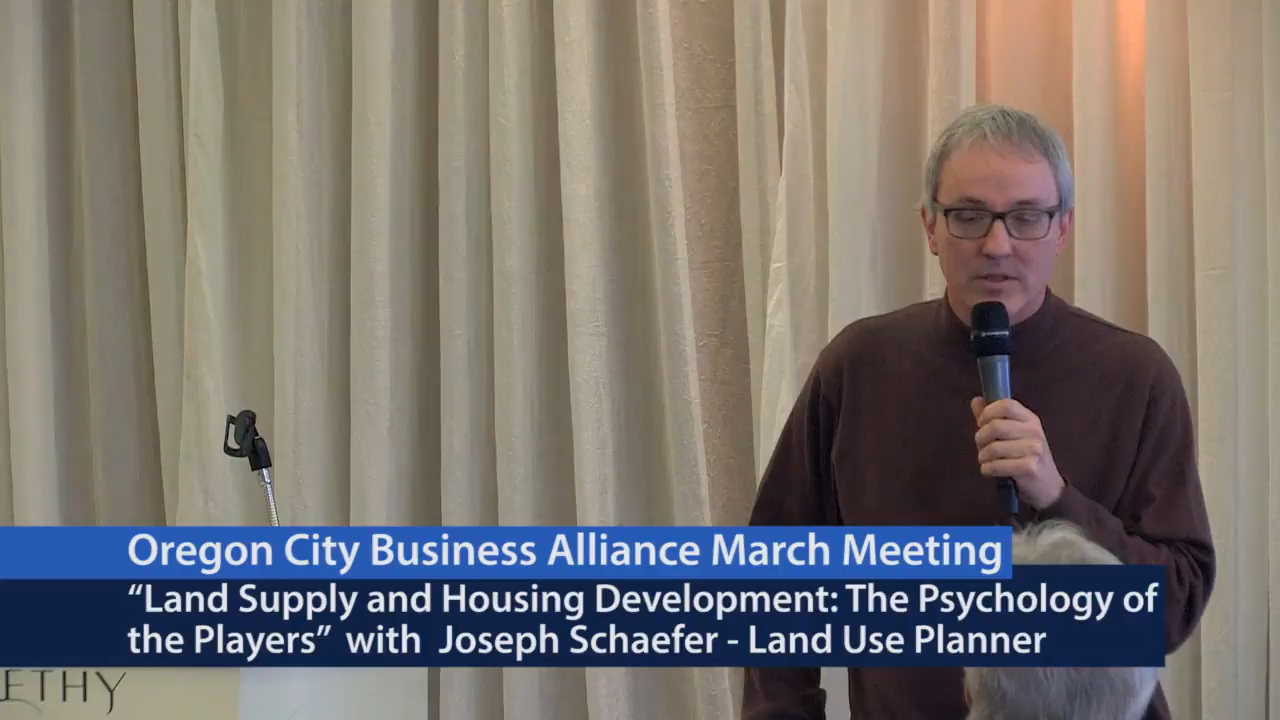 Oregon City Business Alliance March Meeting
“Land Supply and Housing Development: The Psychology of
the Players” with Joseph Schaefer - Land Use Planner
ETHY